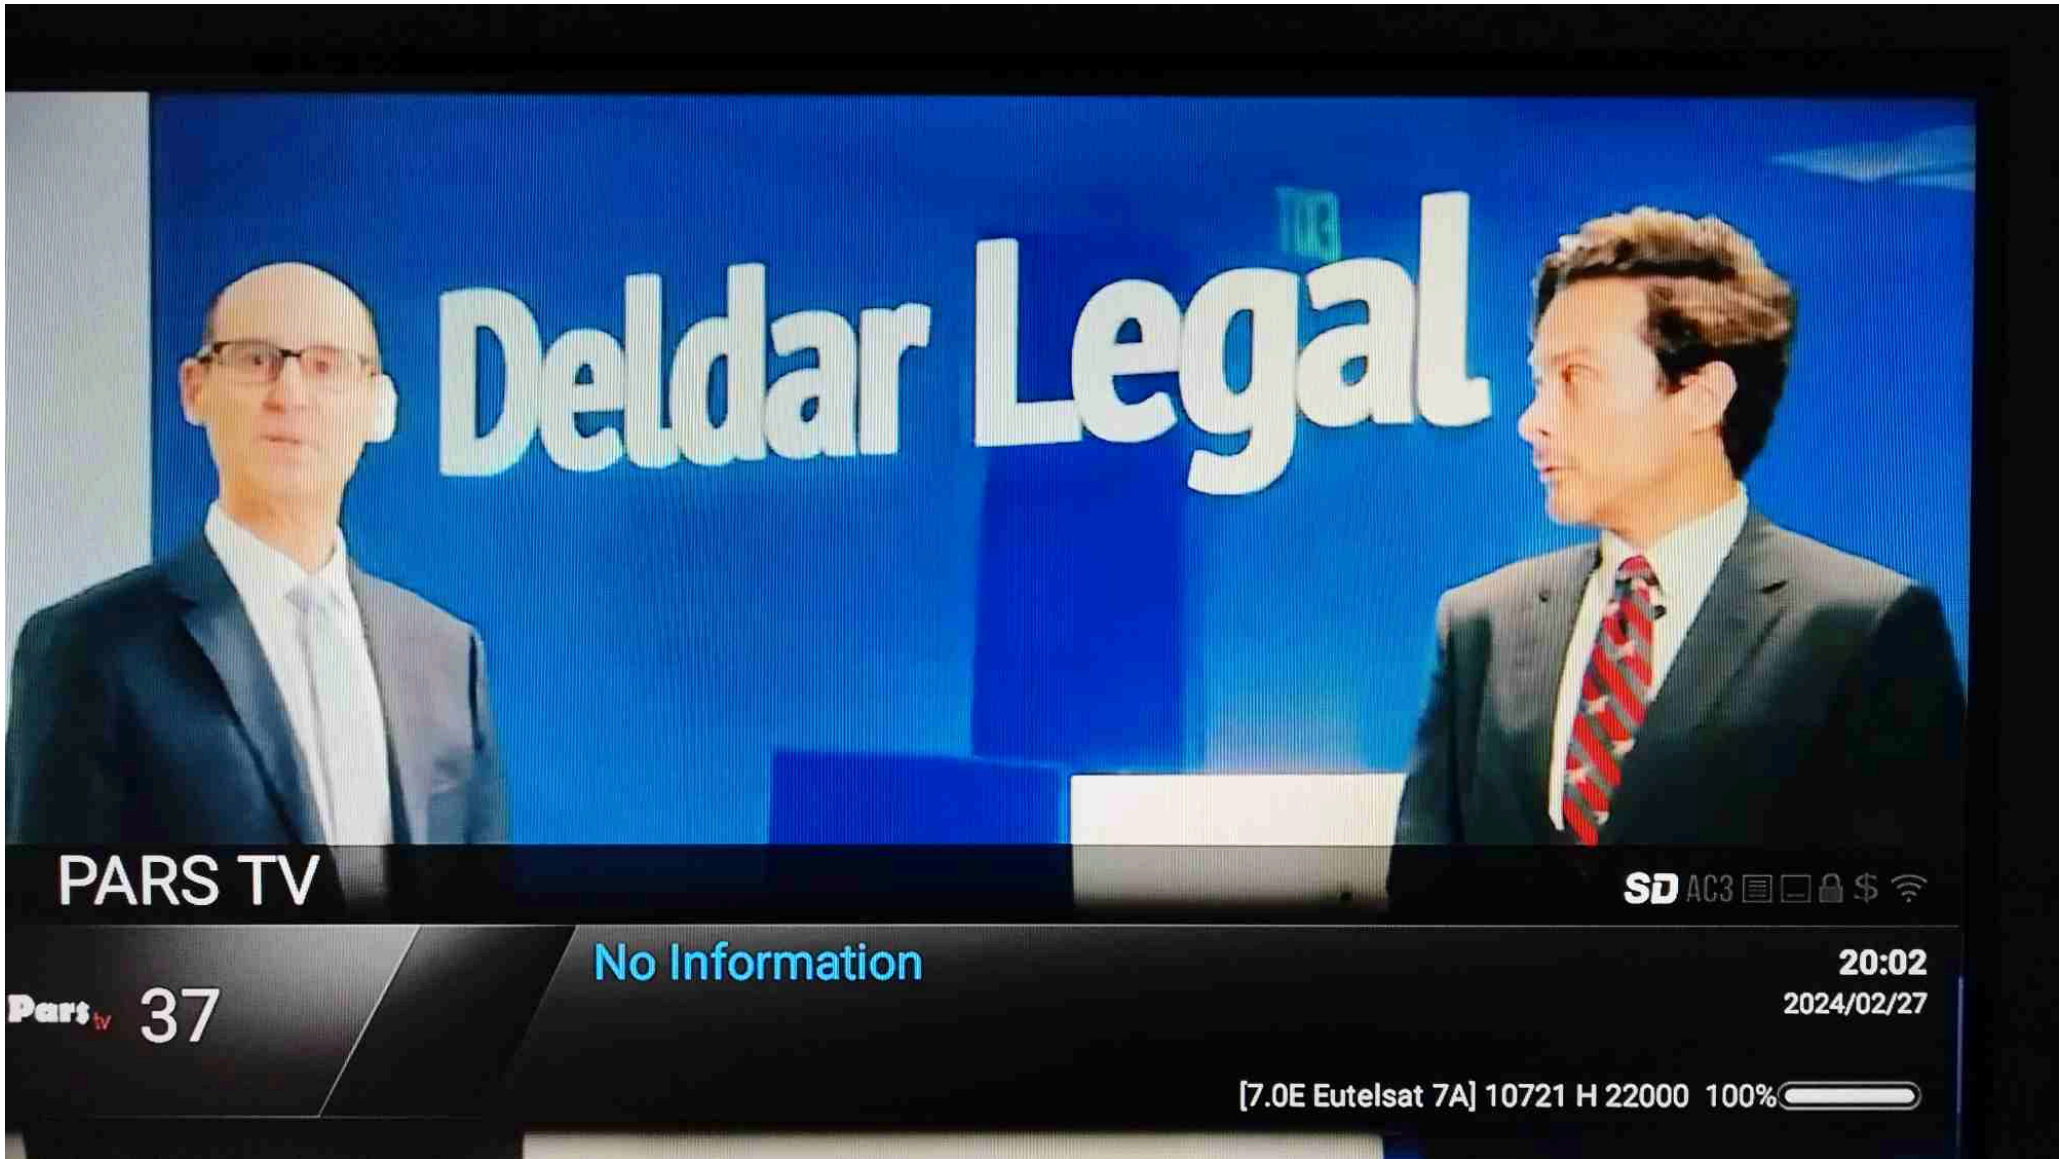 Deldar Legal
PARS TV
SD AC3 $
Pars tv 37
No Information
20:02
2024/02/27
[7.0E Eutelsat 7A] 10721 H 22000 100%